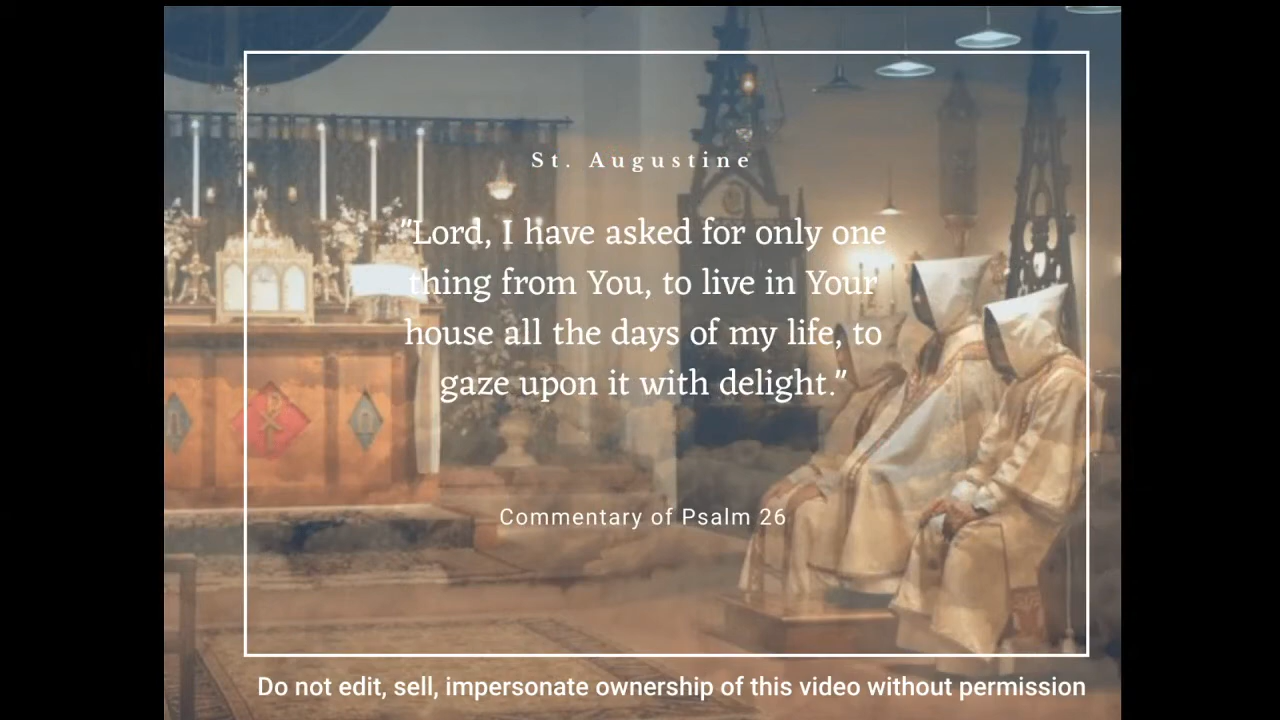 St. Augustine
"Lord, I have asked for only one
thing from You, to live in Your
house all the days of my life, to
gaze upon it with delight."
Commentary of Psalm 26
Do not edit, sell, impersonate ownership of this video without permission